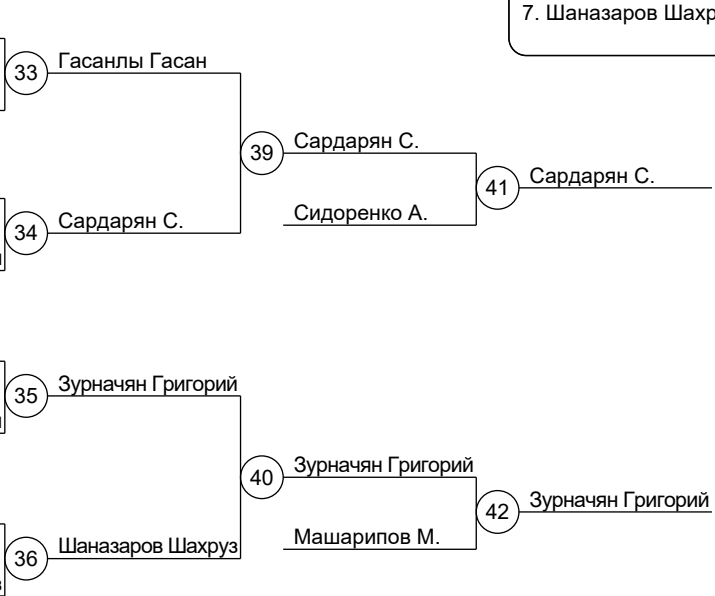 7. Шаназаров
33 Гасанлы Гасан
39 Сардарян С.
41 Сардарян С.
Сидоренко А.
34 Сардарян С.
35 Зурначян Григорий
40 Зурначян Григорий
42 Зурначян Григорий
Машарипов М.
36 Шаназаров Шахруз